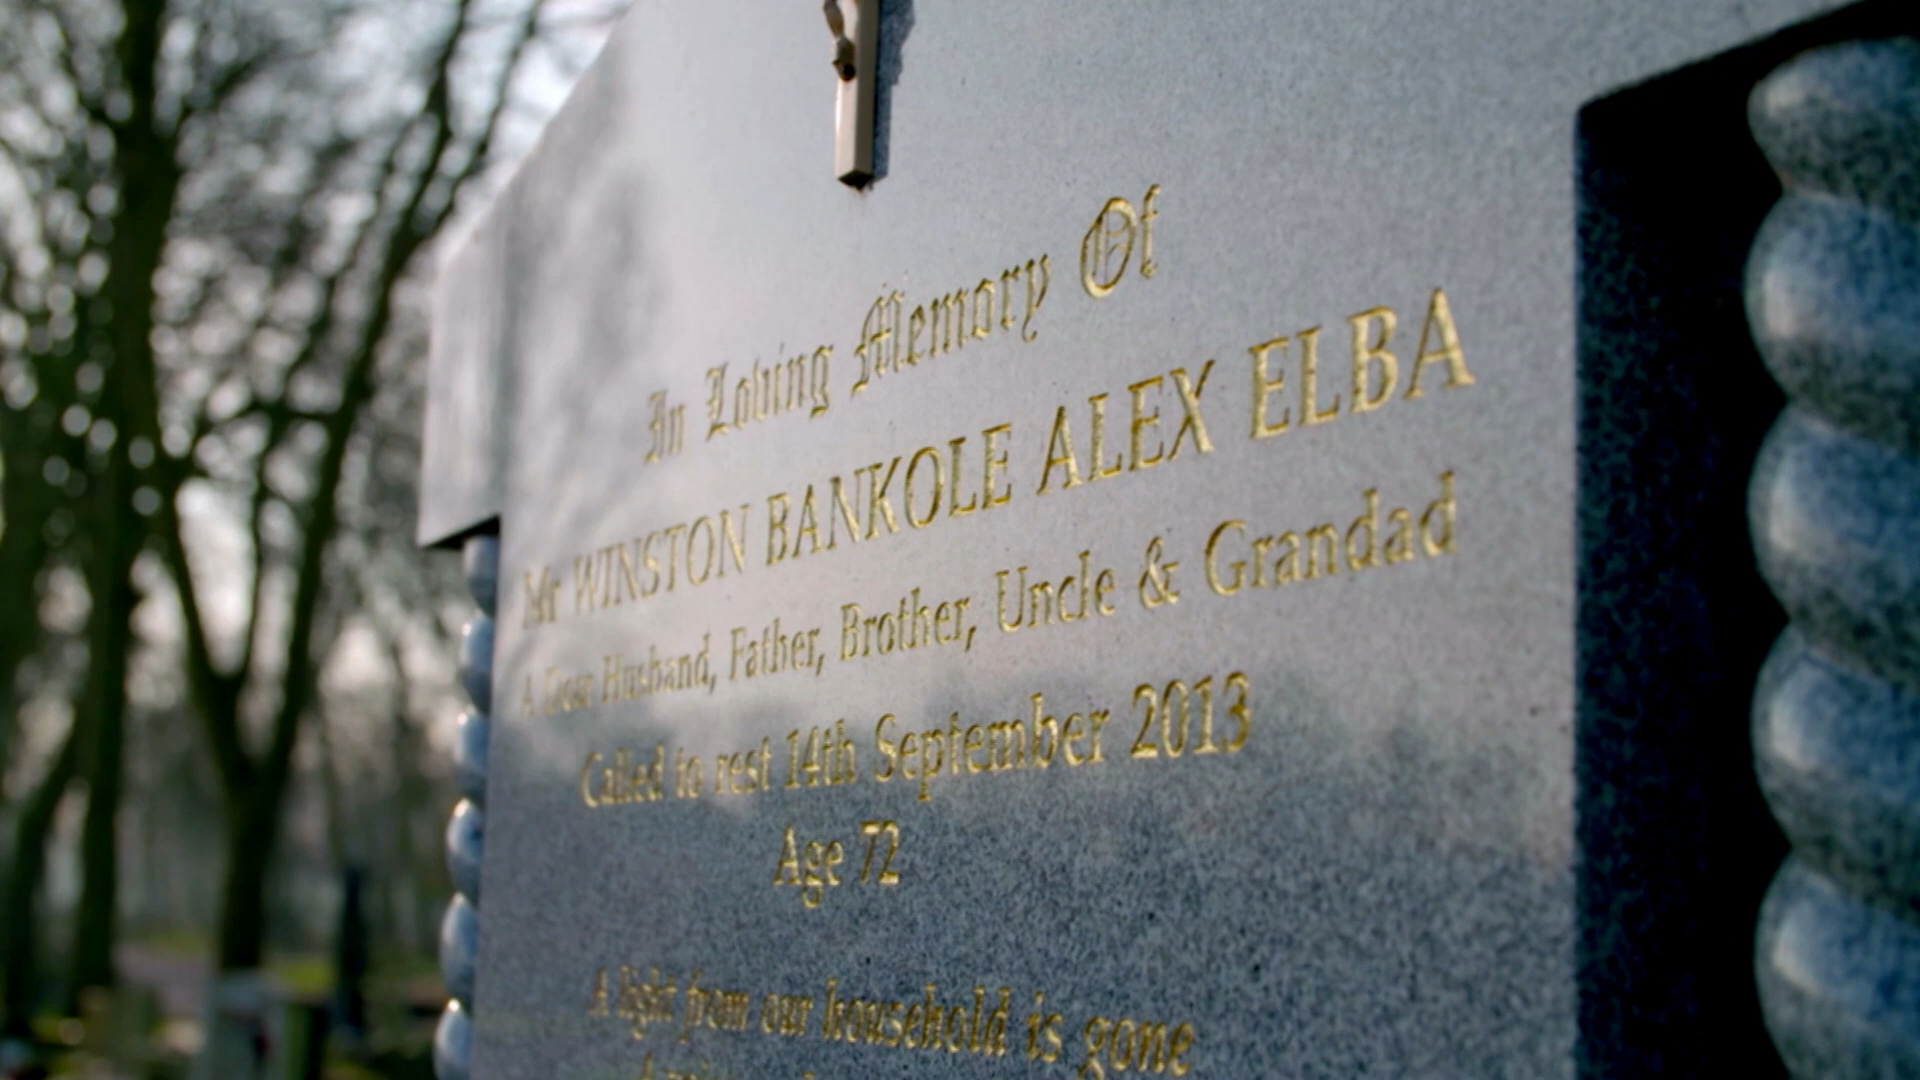 In Loving Memory Of
Mr WINSTON BANKOLE ALEX ELBA
A Dear Husband, Father, Brother, Uncle & Grandad
Called to rest 14th September 2013
Age 72
A light from our household is gone